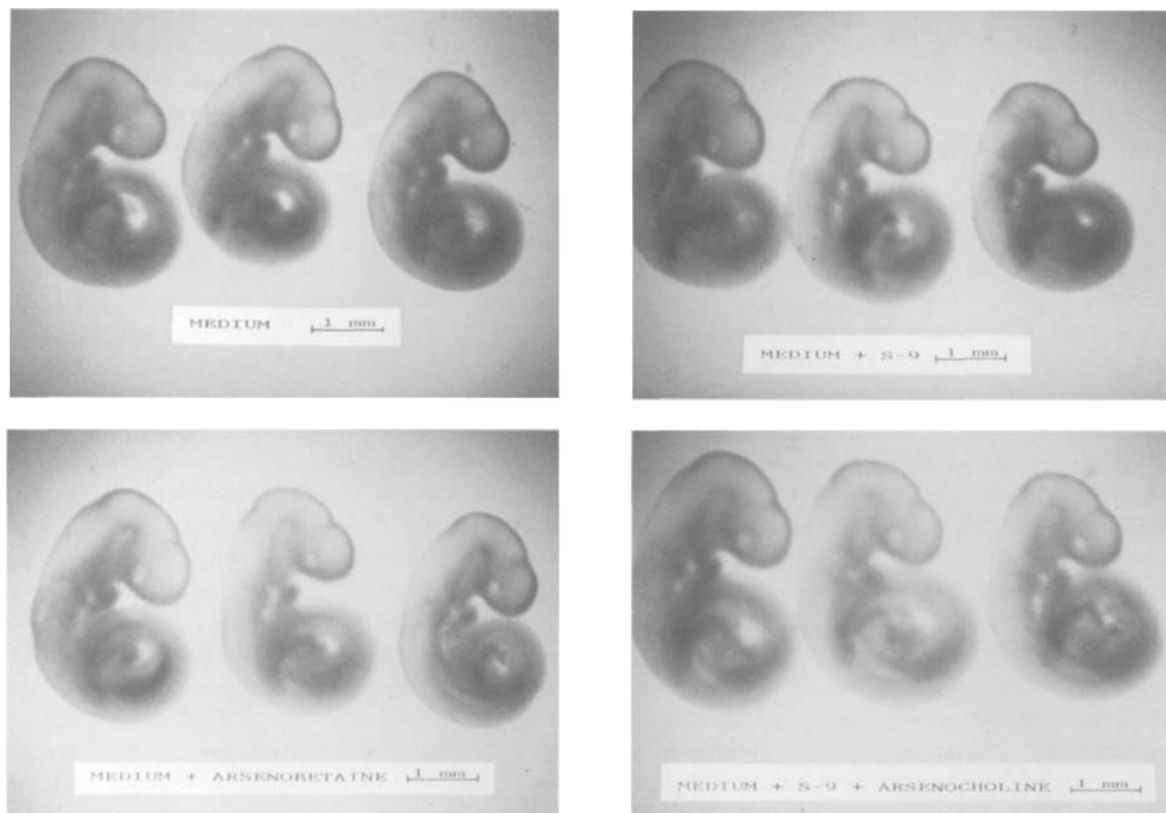 MEDIUM 1 mm
MEDIUM + S-9 1 mm
MEDIUM + ARSENOBETAINE 1 mm
MEDIUM + S-9 + ARSENOCHOLINE 1 mm